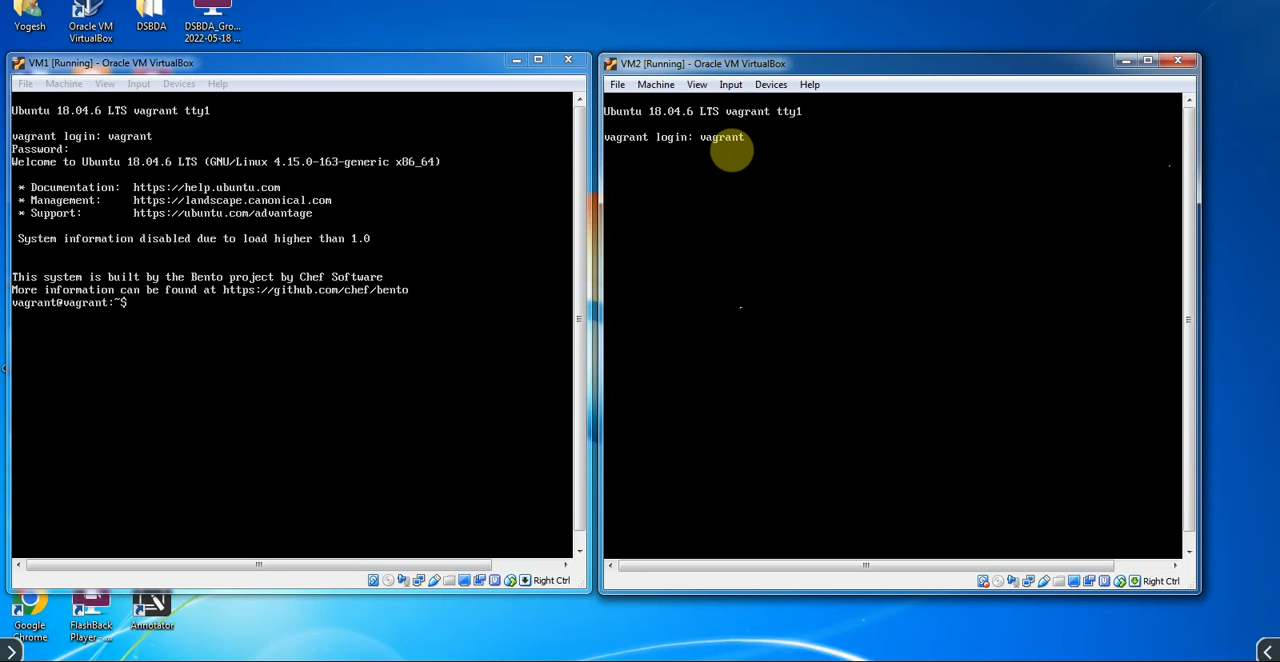 Yogesh
Oracle VM
VirtualBox
DSBDA
DSBDA_Gro...
2022-05-18 ...
VM1 [Running] - Oracle VM VirtualBox
File Machine View Input Devices Help
Ubuntu 18.04.6 LTS vagrant tty1
vagrant login: vagrant
Password:
Welcome to Ubuntu 18.04.6 LTS (GNU/Linux 4.15.0-163-generic x86_64)
* Documentation: https://help.ubuntu.com
* Management: https://landscape.canonical.com
* Support: https://ubuntu.com/advantage
System information disabled due to load higher than 1.0
This system is built by the Bento project by Chef Software
More information can be found at https://github.com/chef/bento
vagrant@vagrant:~$
Right Ctrl
VM2 [Running] - Oracle VM VirtualBox
File Machine View Input Devices Help
Ubuntu 18.04.6 LTS vagrant tty1
vagrant login: vagrant
Right Ctrl
Google
Chrome
FlashBack
Player -...
Annotator